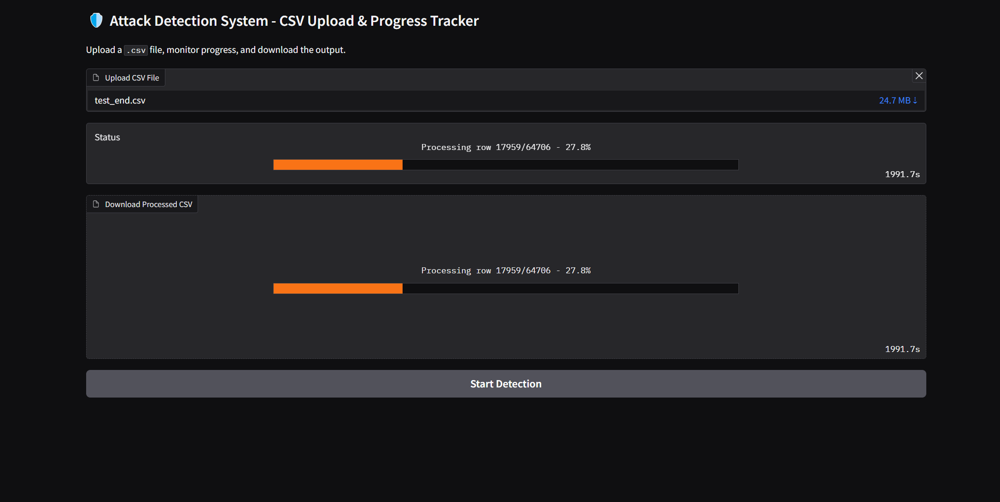 Attack Detection System - CSV Upload & Progress Tracker
Upload a .csv file, monitor progress, and download the output.
Upload CSV File
test_end.csv 24.7 MB ⇣
Status
Processing row 17959/64706 - 27.8%
1991.7s
Download Processed CSV
Processing row 17959/64706 - 27.8%
1991.7s
Start Detection